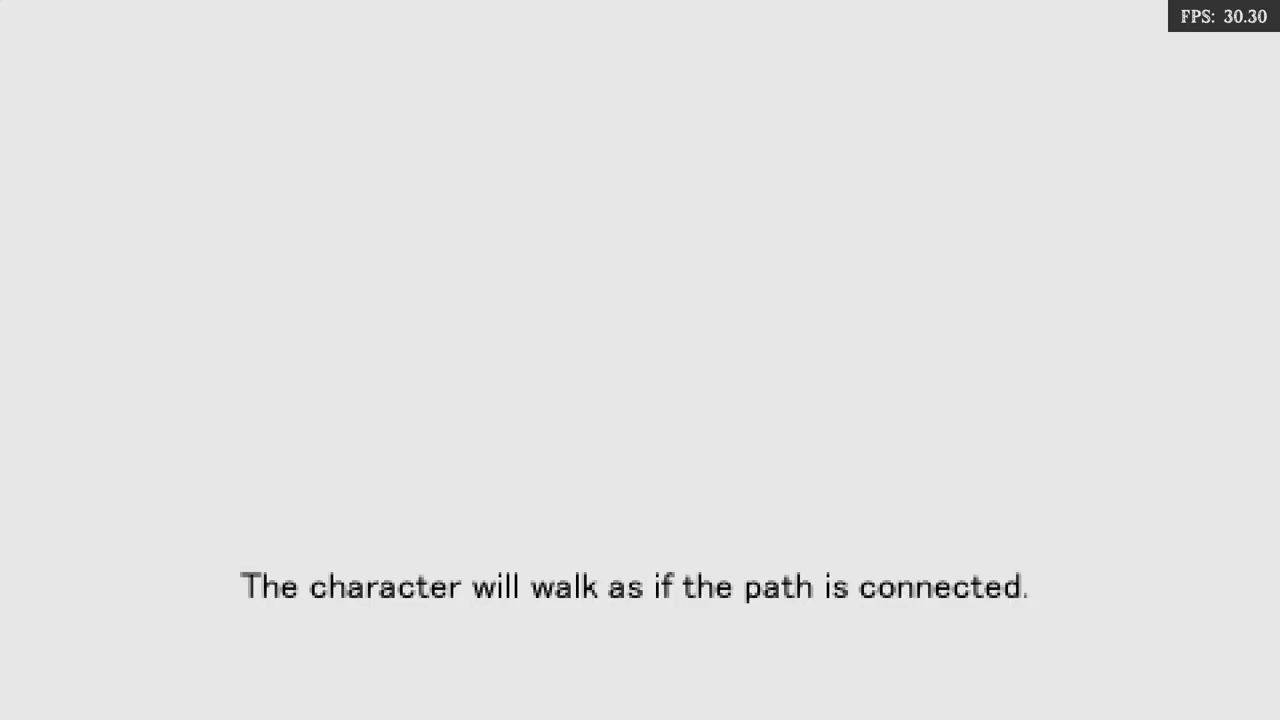 FPS: 30.30
The character will walk as if the path is connected.